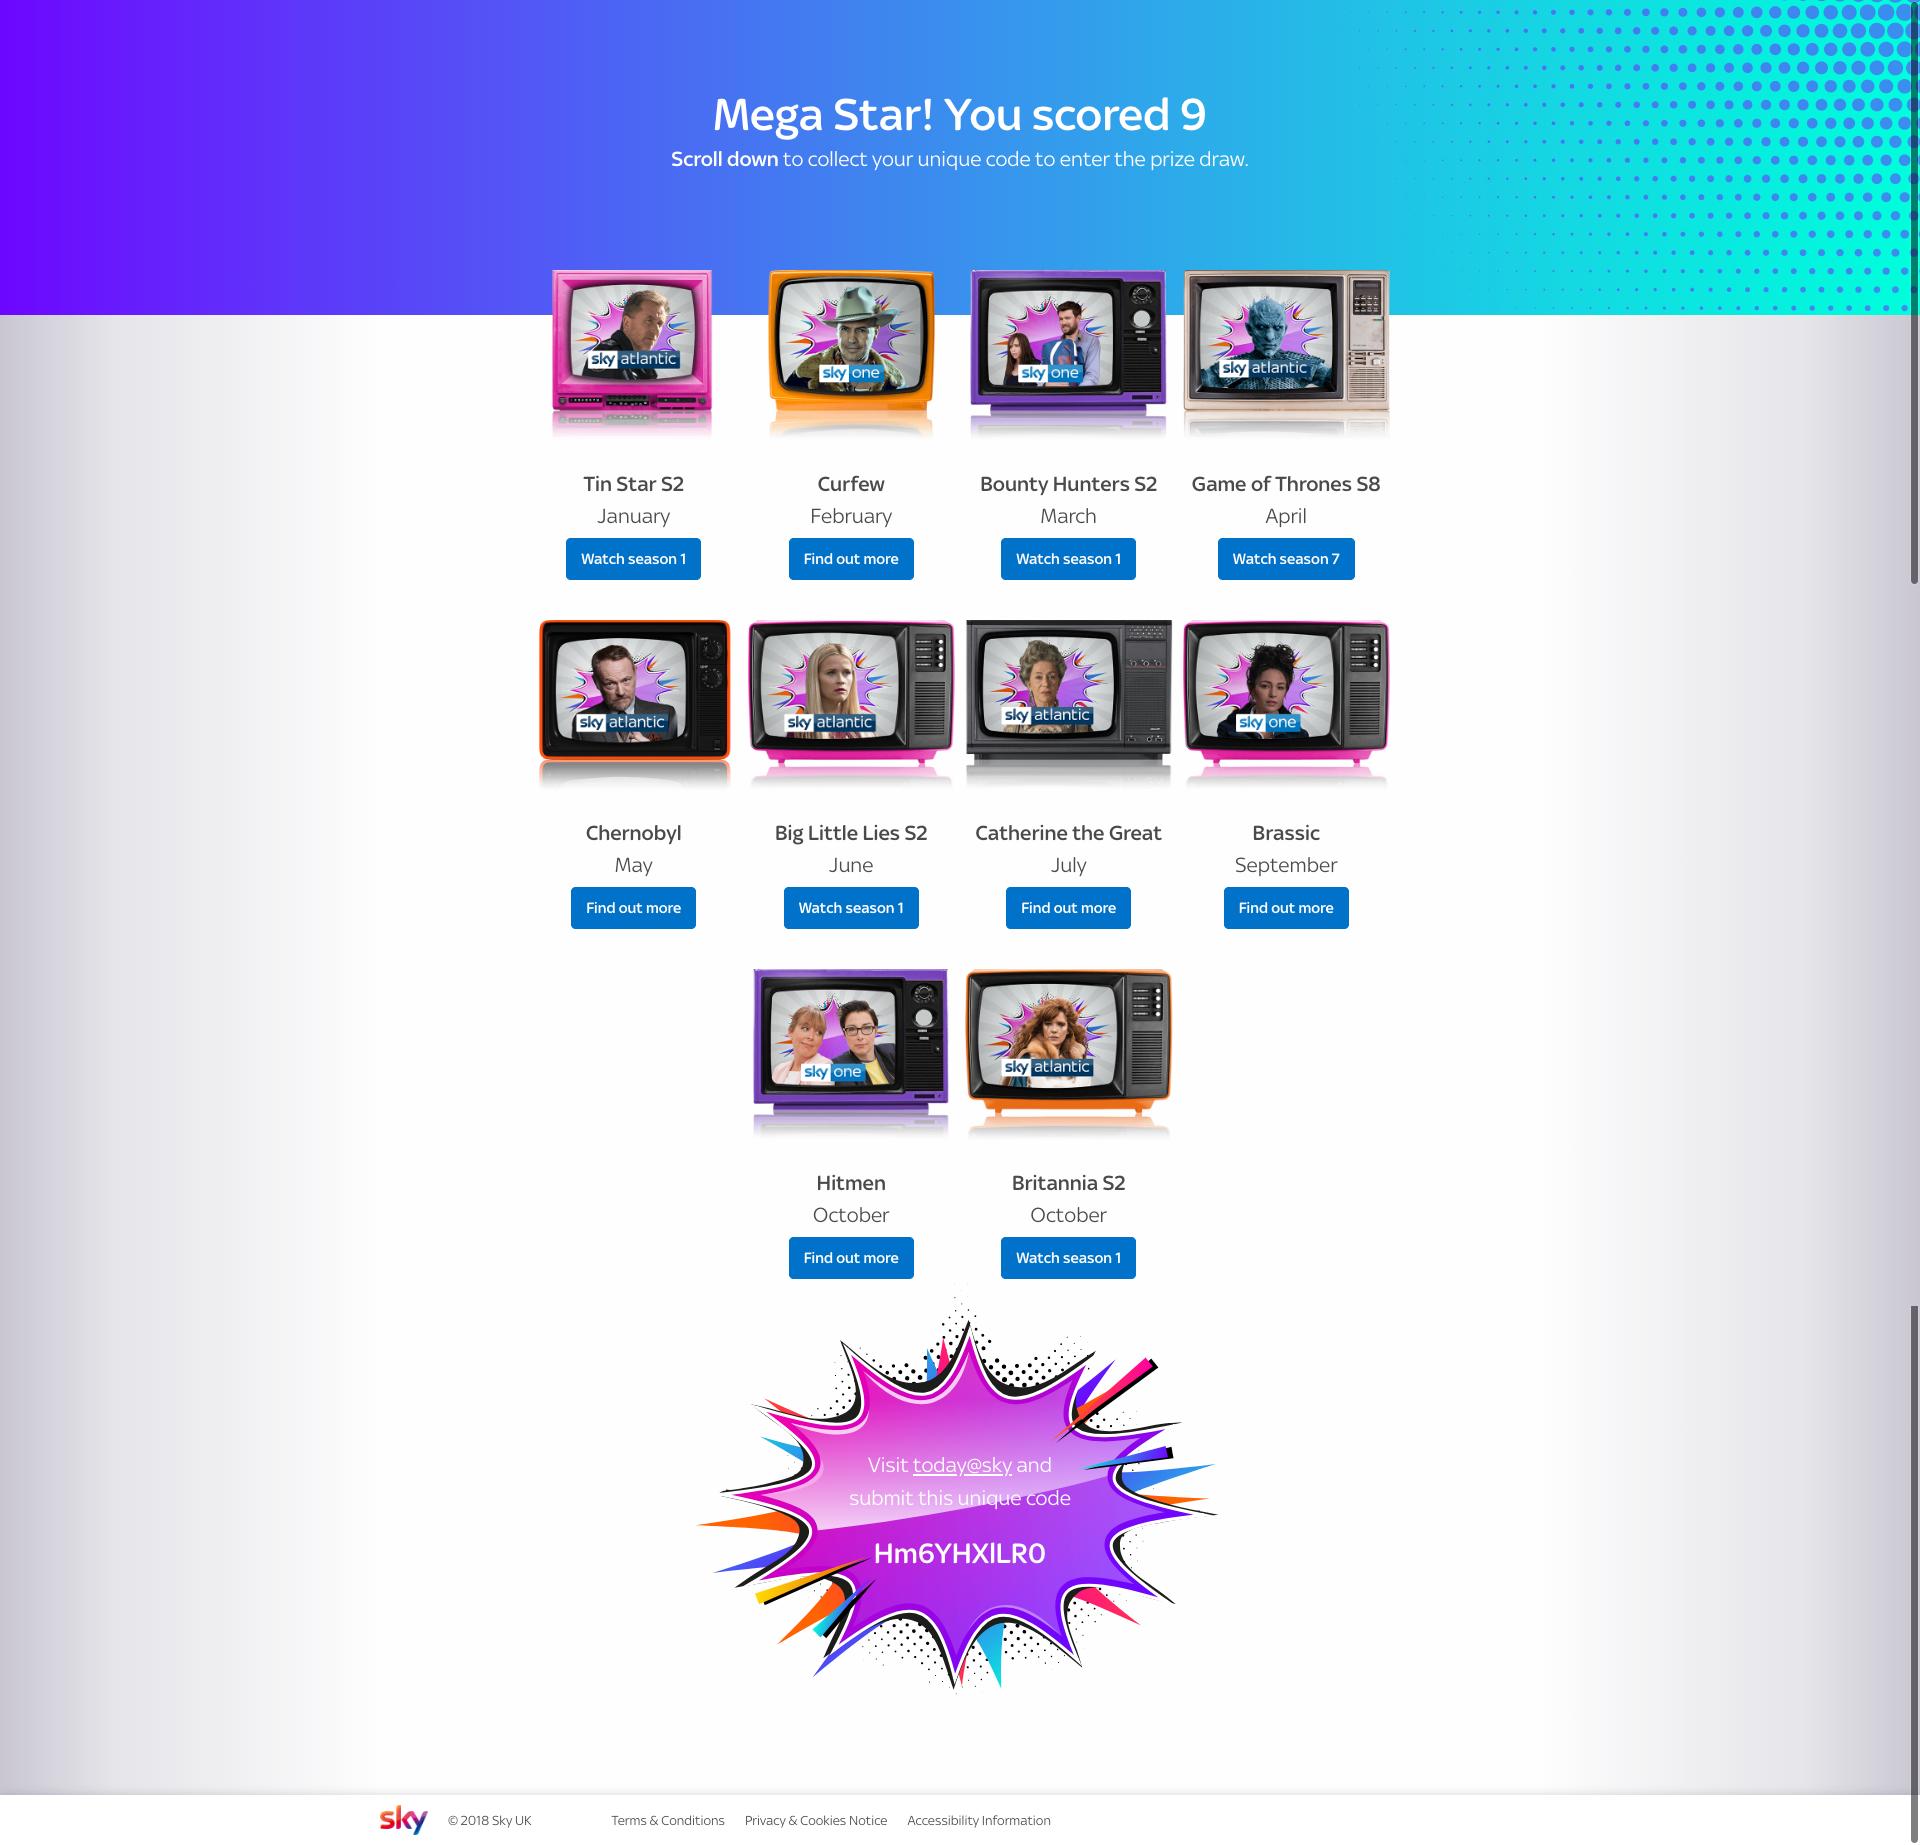 Mega Star! You scored 9
Scroll down to collect your unique code to enter the prize draw.
sky atlantic
sky one
sky one
sky atlantic
Tin Star S2
January
Watch season 1
Curfew
February
Find out more
Bounty Hunters S2
March
Watch season 1
Game of Thrones S8
April
Watch season 7
sky atlantic
sky atlantic
sky atlantic
sky one
Chernobyl
May
Find out more
Big Little Lies S2
June
Watch season 1
Catherine the Great
July
Find out more
Brassic
September
Find out more
sky one
sky atlantic
Hitmen
October
Find out more
Britannia S2
October
Watch season 1
Visit today@sky and
submit this unique code
Hm6YHXlLR0
sky © 2018 Sky UK Terms & Conditions Privacy & Cookies Notice Accessibility Information